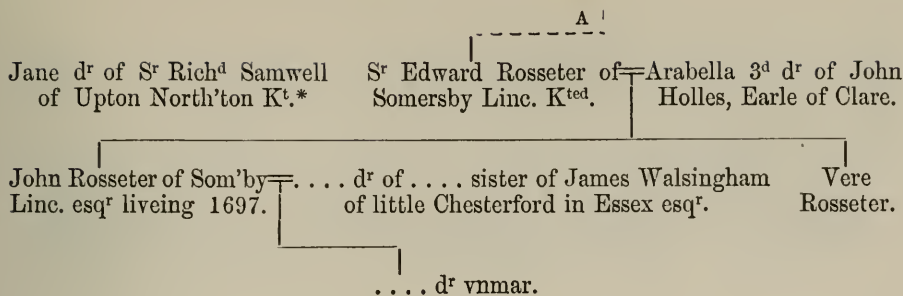 A
Jane dʳ of Sʳ Richᵈ Samwell
of Upton North'ton Kᵗ.*
Sʳ Edward Rosseter of
Somersby Linc. Kᵗᵉᵈ.
Arabella 3ᵈ dʳ of John
Holles, Earle of Clare.
John Rosseter of Som'by
Linc. esqʳ liveing 1697.
. . . . dʳ of . . . . sister of James Walsingham
of little Chesterford in Essex esqʳ.
Vere
Rosseter.
. . . . dʳ vnmar.